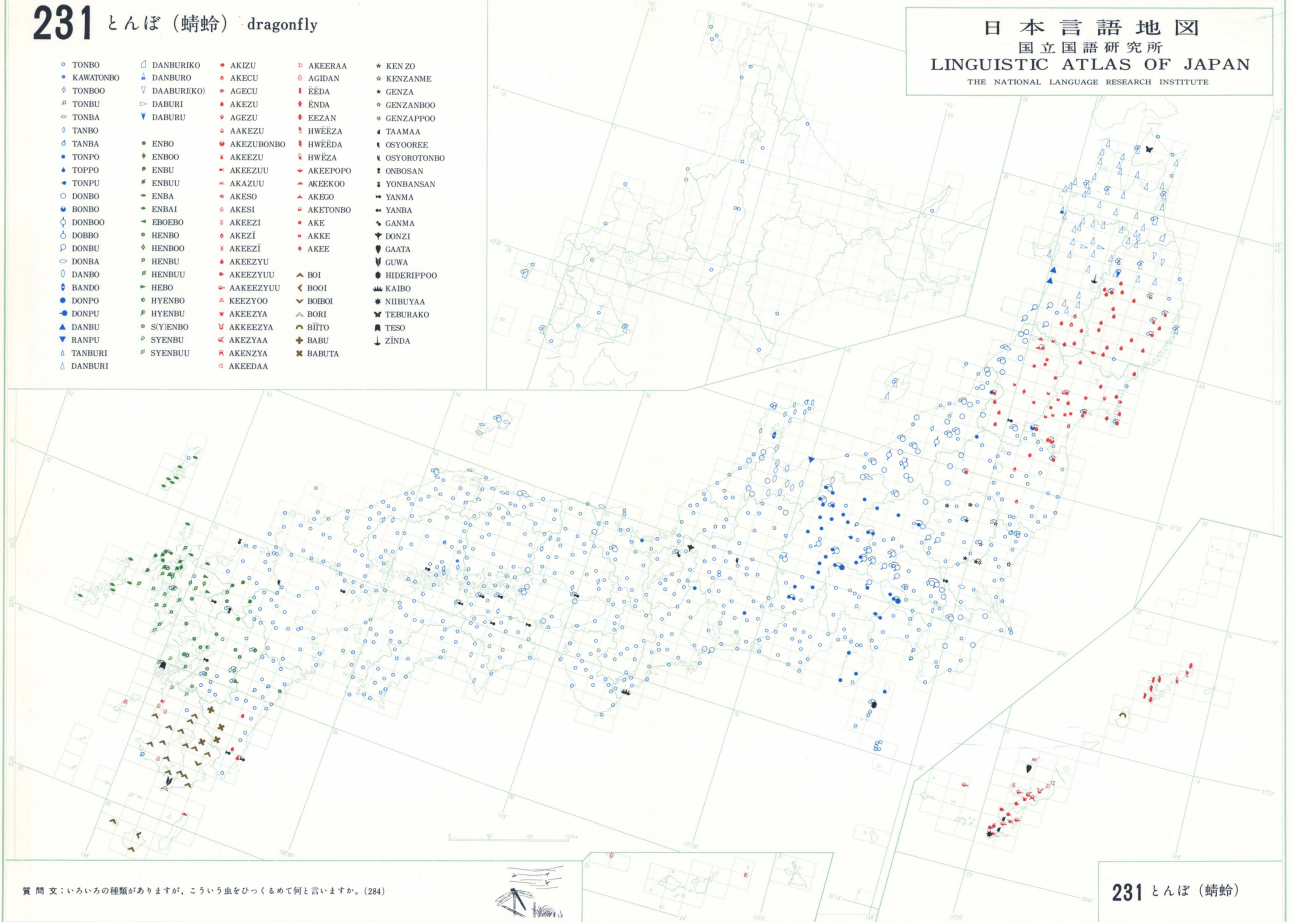 231 とんぼ（蜻蛉） dragonfly
日本言語地図
国立国語研究所
LINGUISTIC ATLAS OF JAPAN
THE NATIONAL LANGUAGE RESEARCH INSTITUTE
TONBO
KAWATONBO
TONBOO
TONBU
TONBA
TANBO
TANBA
TONPO
TOPPO
TONPU
DONBO
BONBO
DONBOO
DOBBO
DONBU
DONBA
DANBO
BANDO
DONPO
DONPU
DANBU
RANPU
TANBURI
DANBURI
DANBURIKO
DANBURO
DAABURI(KO)
DABURI
DABURU
ENBO
ENBOO
ENBU
ENBUU
ENBA
ENBAI
EBOEBO
HENBO
HENBOO
HENBU
HENBUU
HEBO
HYENBO
HYENBU
S(Y)ENBO
SYENBU
SYENBUU
AKIZU
AKECU
AGECU
AKEZU
AGEZU
AAKEZU
AKEZUBONBO
AKEEZU
AKEEZUU
AKAZUU
AKESO
AKESI
AKEEZI
AKEZÏ
AKEEZÏ
AKEEZYU
AKEEZYUU
AAKEEZYUU
KEEZYOO
AKEEZYA
AKKEEZYA
AKEZYAA
AKENZYA
AKEEDAA
AKEERAA
AGIDAN
ËËDA
ËNDA
EEZAN
HWËËZA
HWËËDA
HWËZA
AKEEPOPO
AKEEKOO
AKEGO
AKETONBO
AKE
AKKE
AKEE
BOI
BOOI
BOIBOI
BORI
BIÏTO
BABU
BABUTA
KENZO
KENZANME
GENZA
GENZANBOO
GENZAPPOO
TAAMAA
OSYOOREE
OSYOROTONBO
ONBOSAN
YONBANSAN
YANMA
YANBA
GANMA
DONZI
GAATA
GUWA
HIDERIPPOO
KAIBO
NIIBUYAA
TEBURAKO
TESO
ZÏNDA
質問文：いろいろの種類がありますが，こういう虫をひっくるめて何と言いますか。(284)
231 とんぼ（蜻蛉）